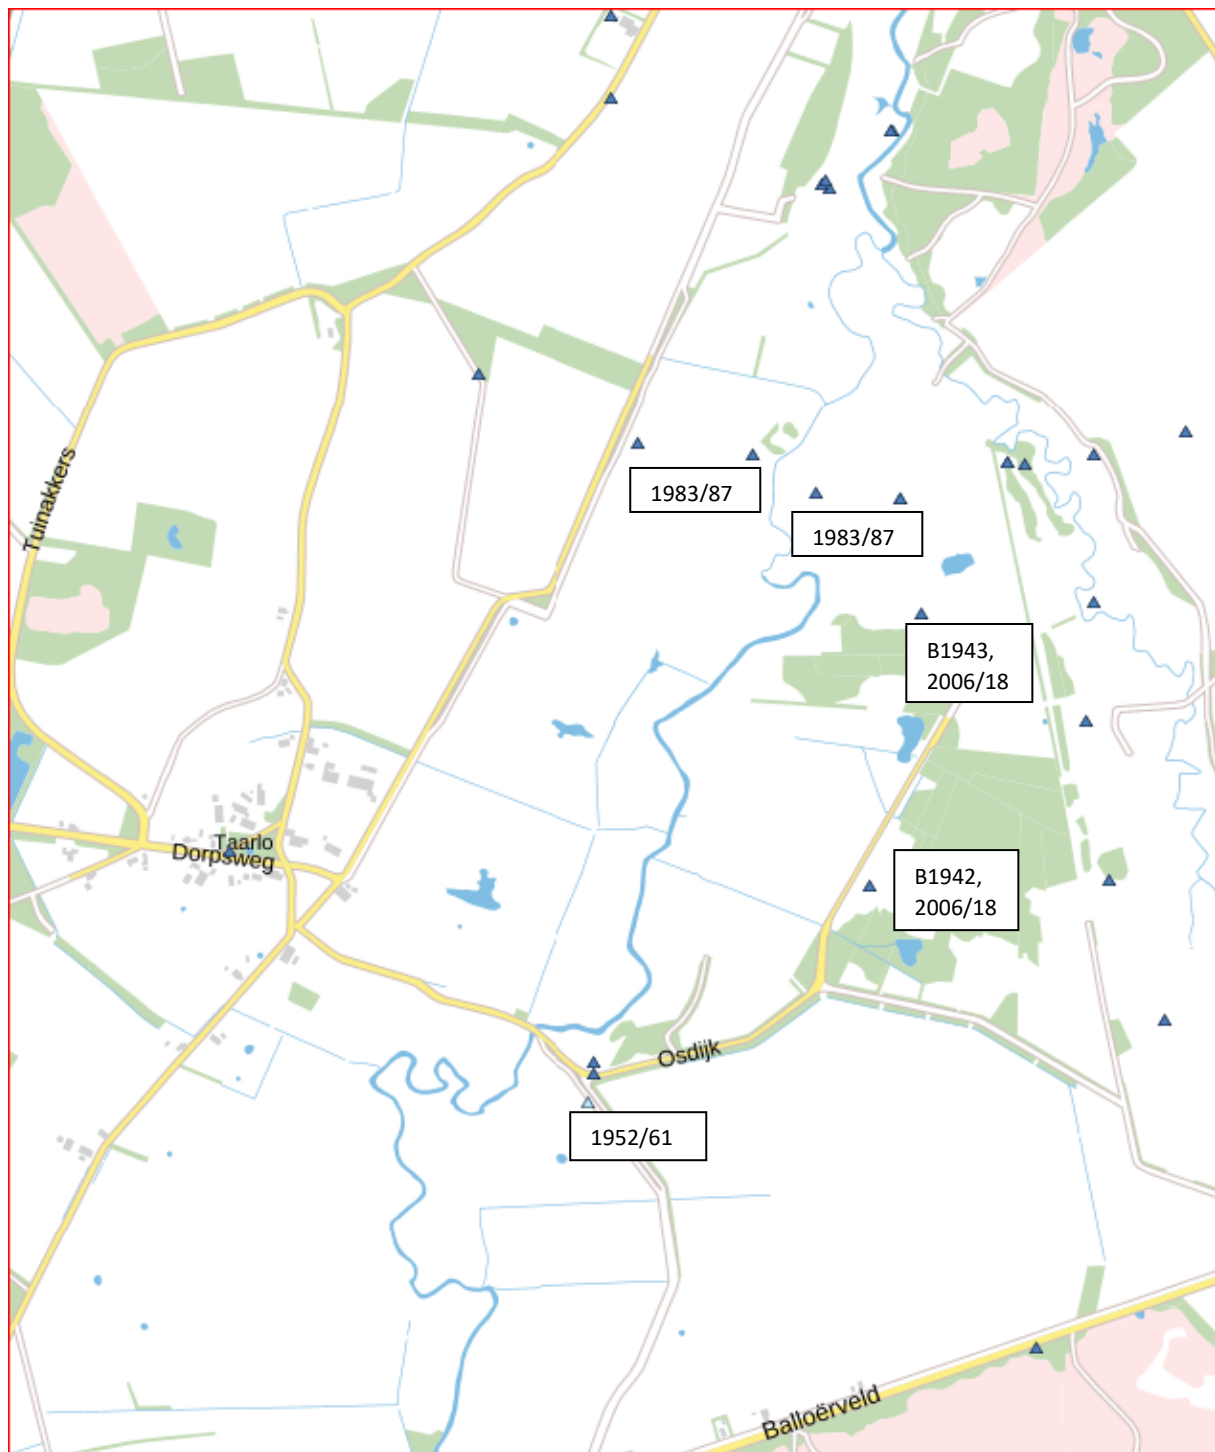 Tuinakkers
1983/87
1983/87
B1943,
2006/18
Taarlo
Dorpsweg
B1942,
2006/18
Osdijk
1952/61
Balloërveld